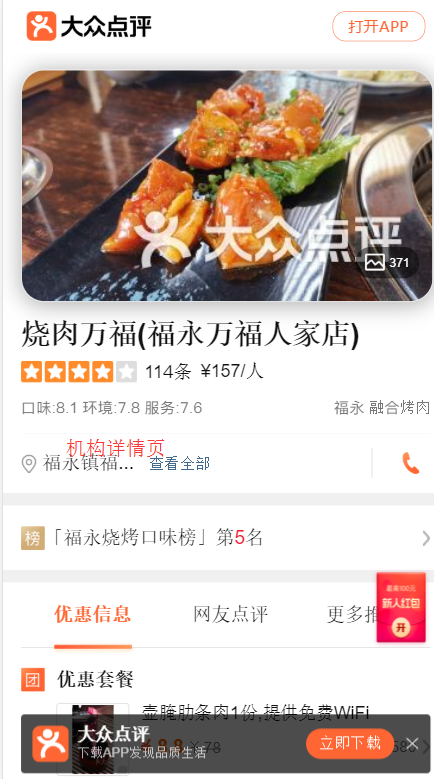 大众点评
打开APP
大众点评
371
烧肉万福(福永万福人家店)
114条 ¥157/人
口味:8.1 环境:7.8 服务:7.6
福永 融合烤肉
机构详情页
福永镇福... 查看全部
榜 「福永烧烤口味榜」第5名
最高100元
新人红包
开
优惠信息 网友点评 更多推
团 优惠套餐
壶腌肋条肉1份,提供免费WiFi
大众点评
下载APP发现品质生活
立即下载